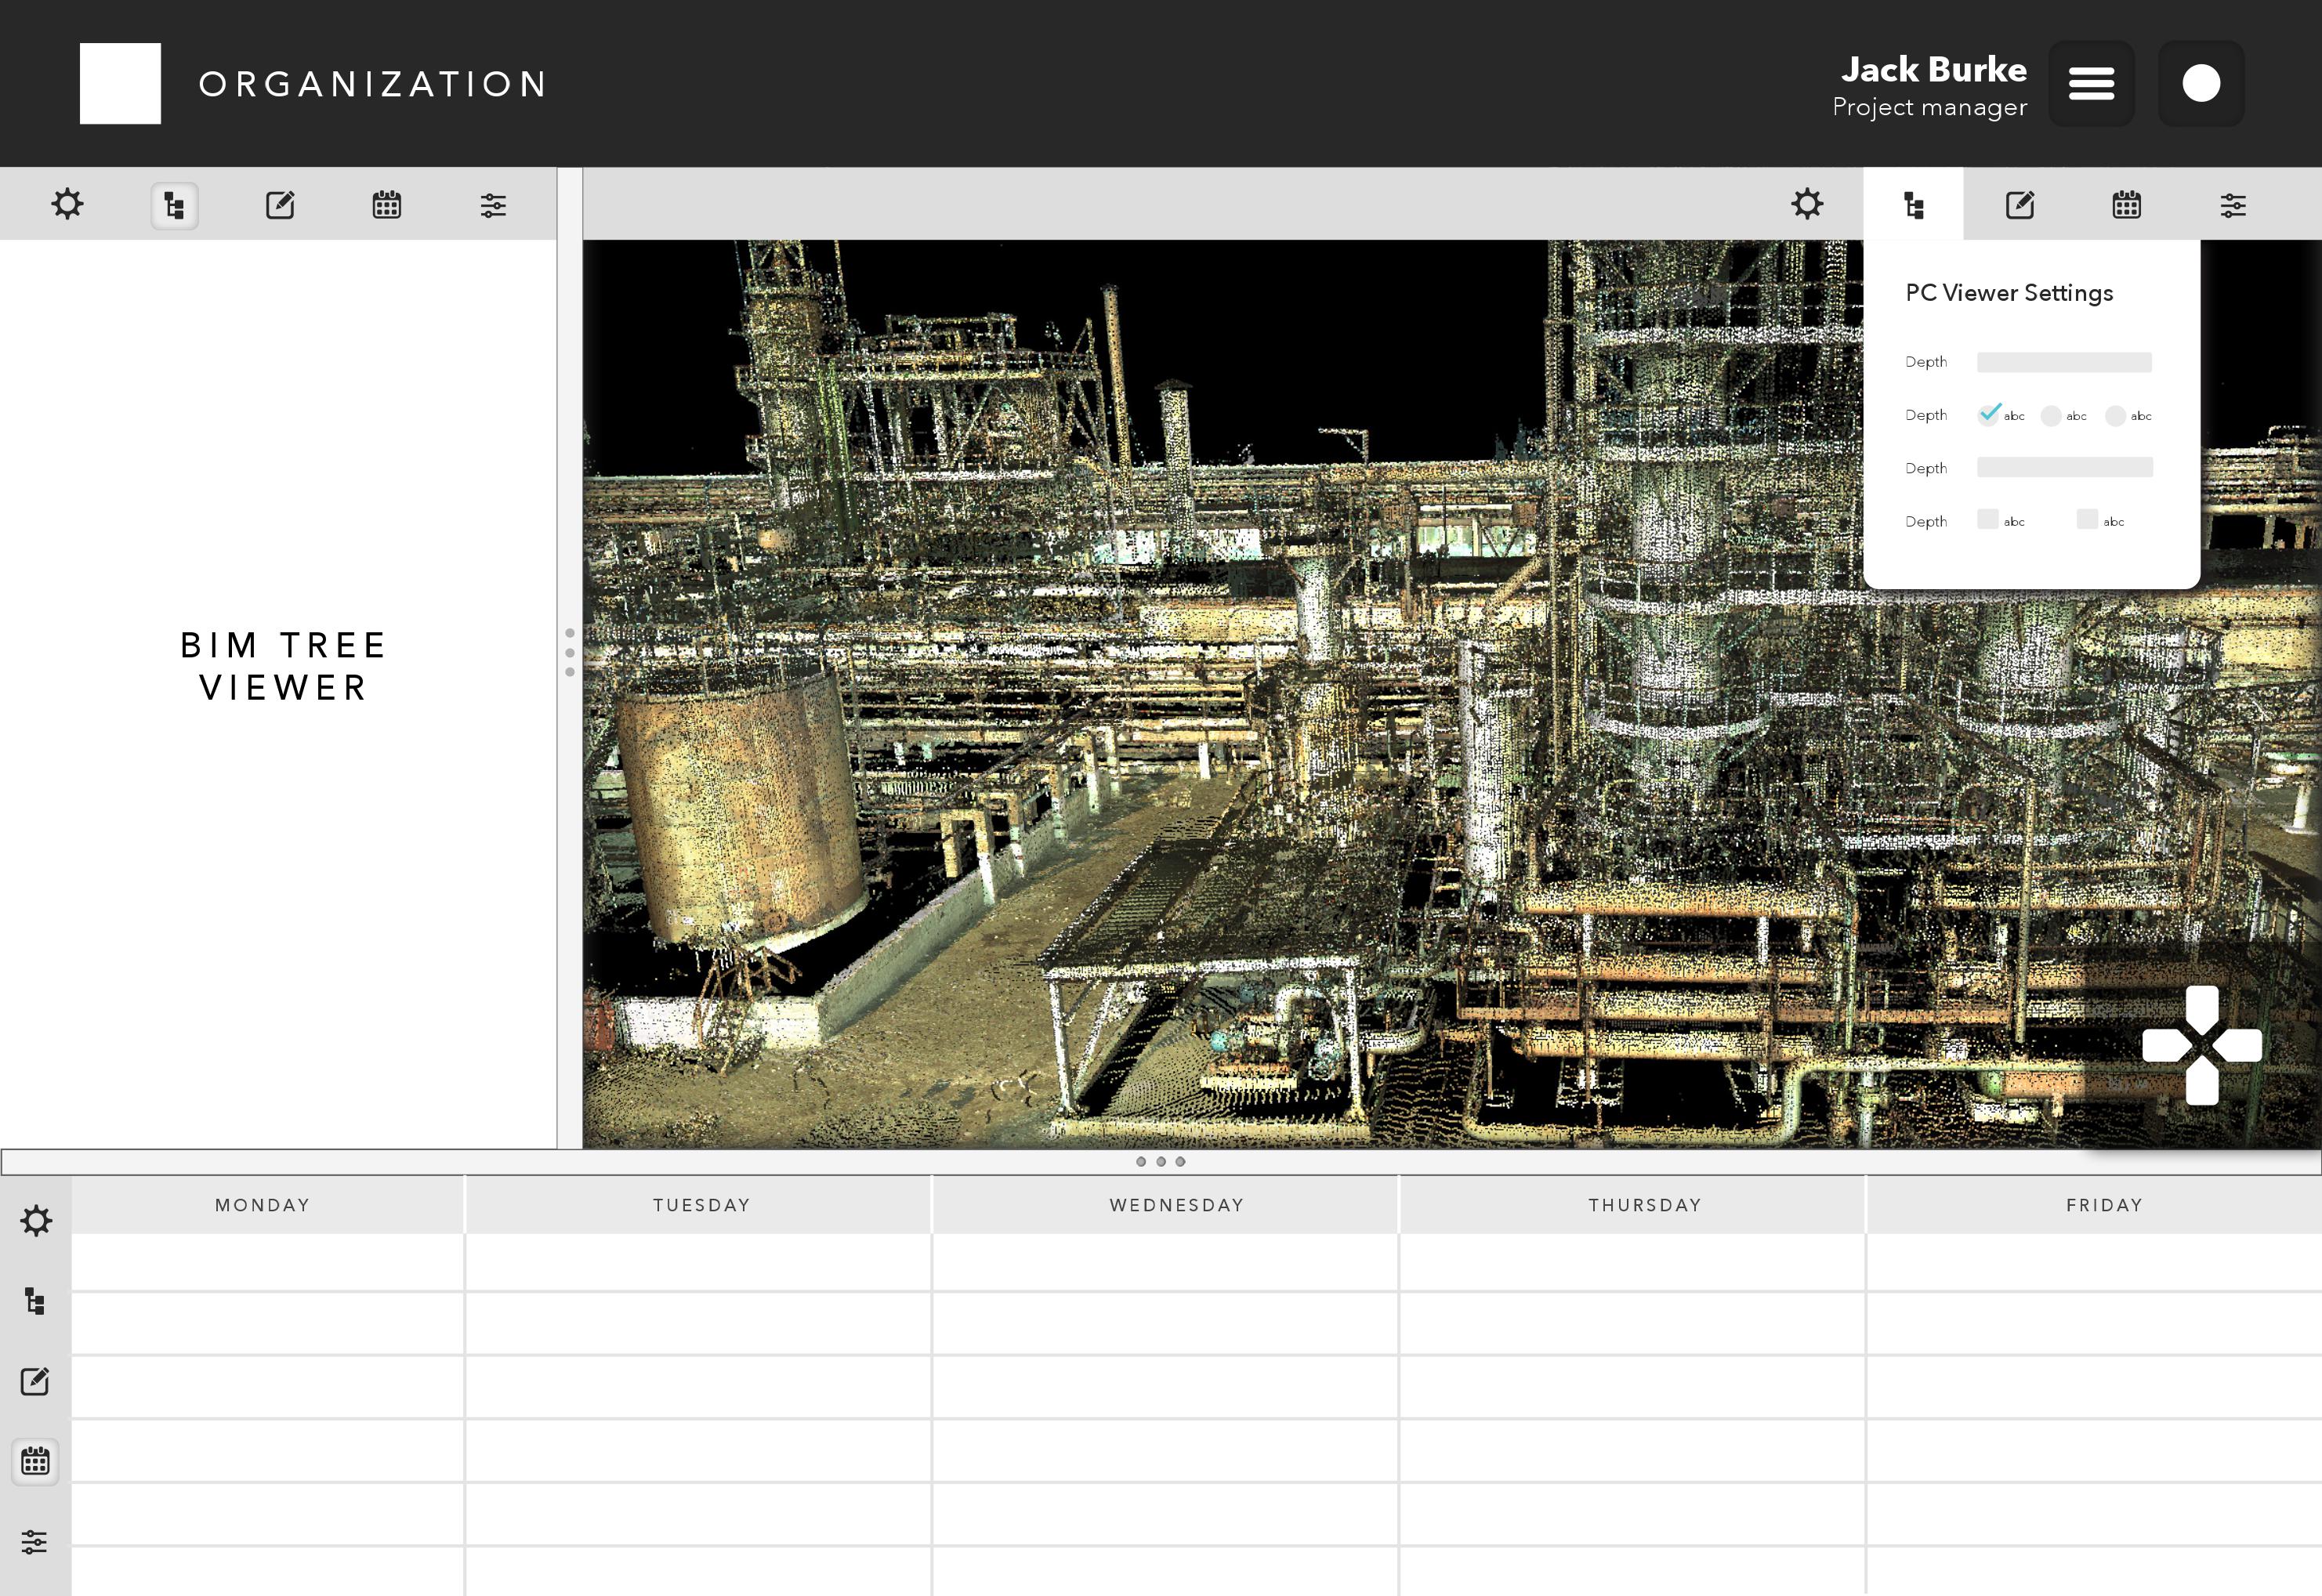 ORGANIZATION
Jack Burke
Project manager
PC Viewer Settings
Depth
Depth abc abc abc
Depth
Depth abc abc
BIM TREE
VIEWER
MONDAY TUESDAY WEDNESDAY THURSDAY FRIDAY